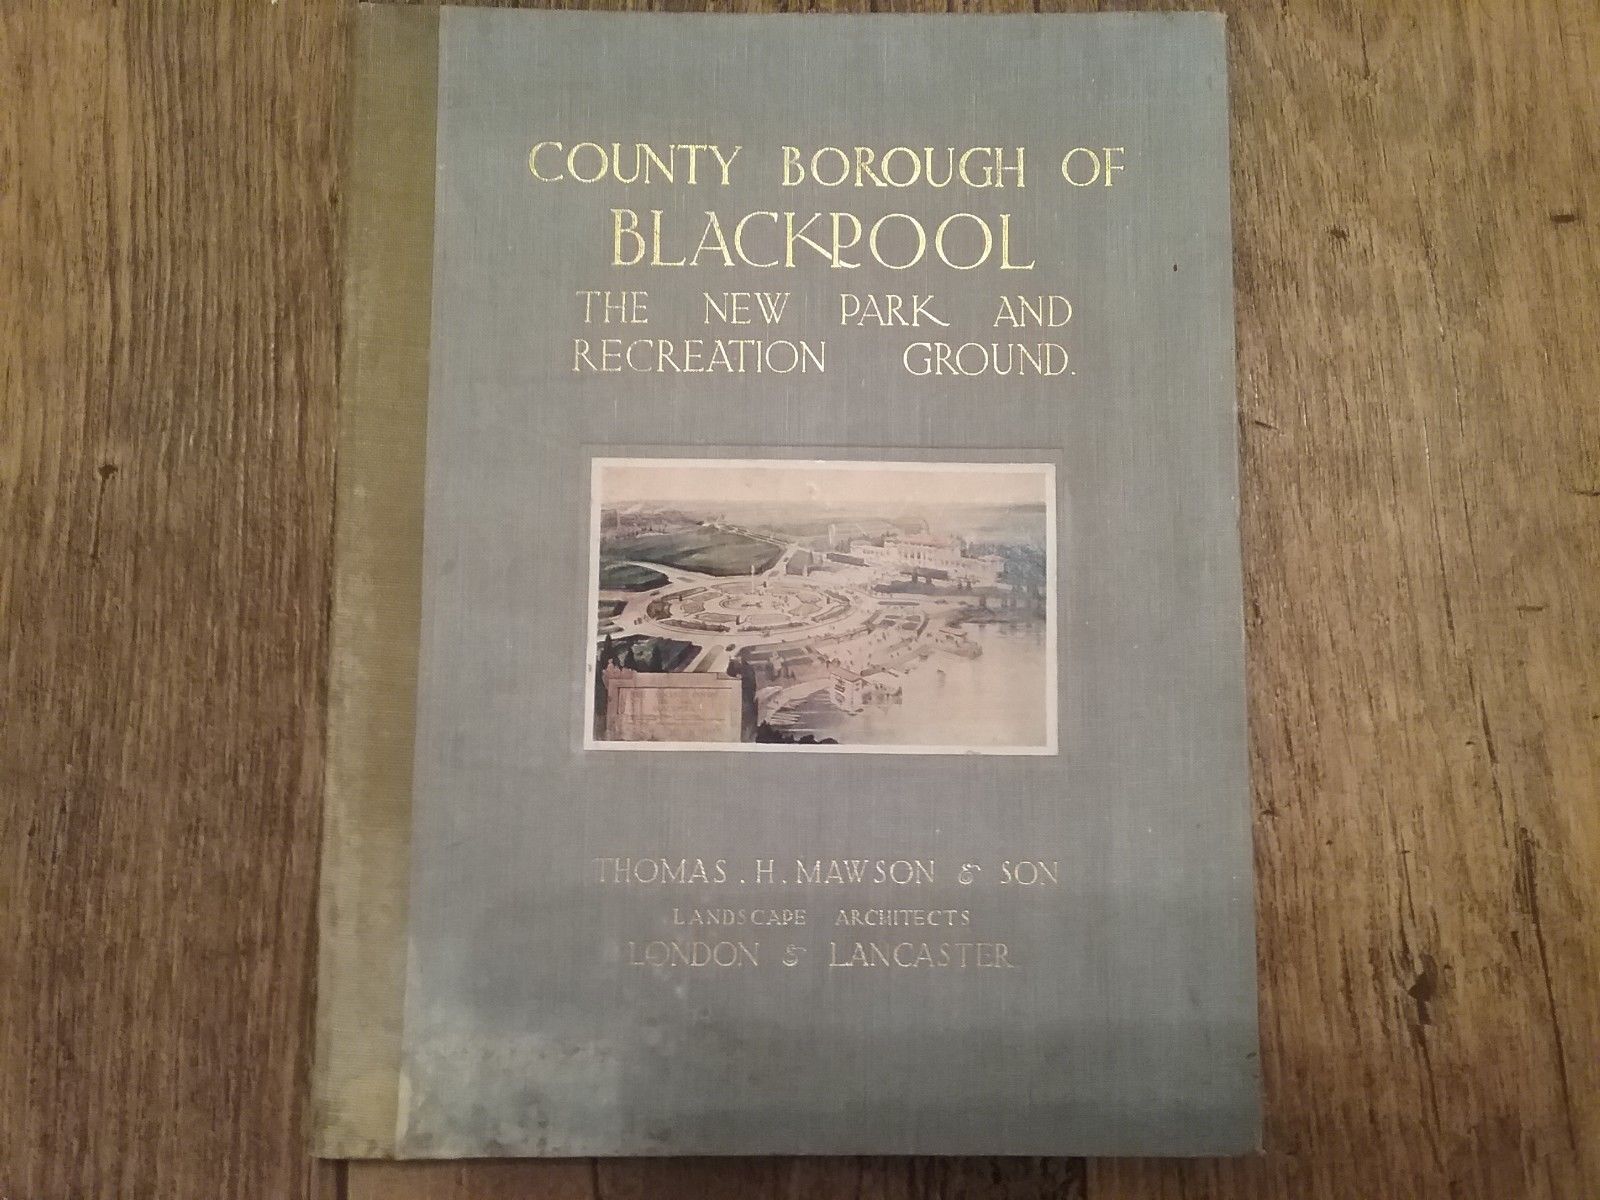 COUNTY BOROUGH OF
BLACKPOOL
THE NEW PARK AND
RECREATION GROUND.
THOMAS . H. MAWSON & SON
LANDSCAPE ARCHITECTS
LONDON & LANCASTER